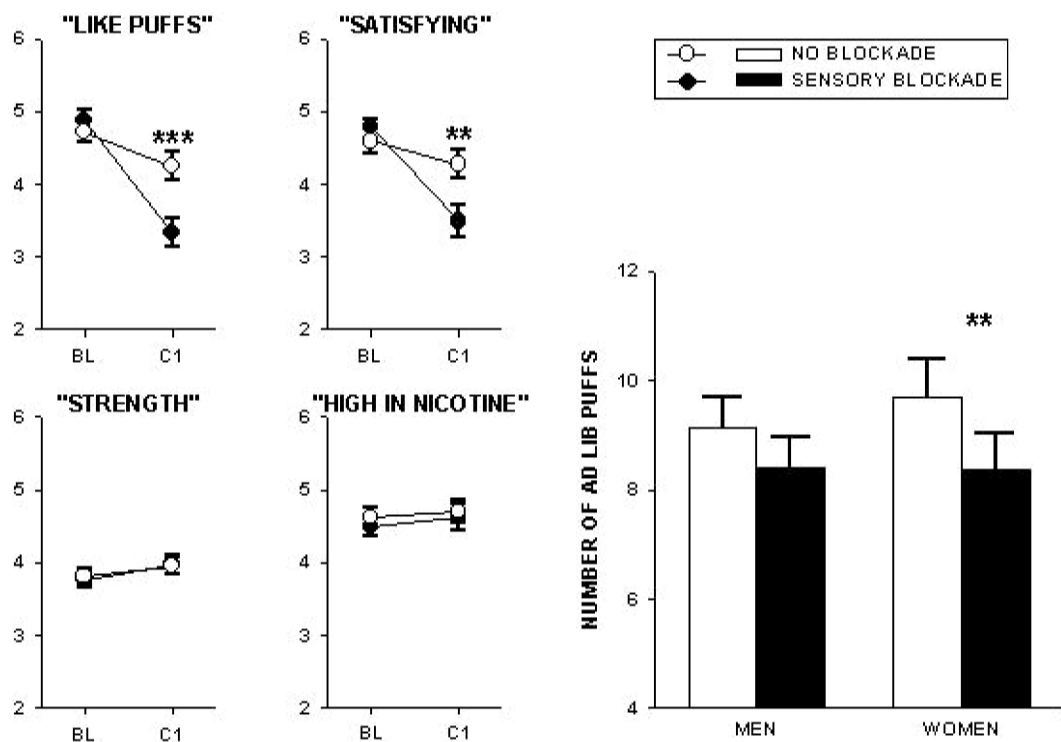 "LIKE PUFFS"
6
5
4
3
2
***
BL C1
"SATISFYING"
6
5
4
3
2
**
BL C1
NO BLOCKADE
SENSORY BLOCKADE
"STRENGTH"
6
5
4
3
2
BL C1
"HIGH IN NICOTINE"
6
5
4
3
2
BL C1
NUMBER OF AD LIB PUFFS
12
10
8
6
4
**
MEN WOMEN